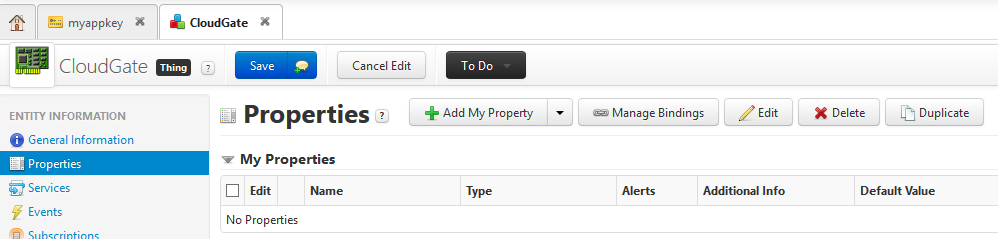 myappkey
CloudGate
CloudGate Thing ?
Save Cancel Edit To Do
ENTITY INFORMATION
General Information
Properties
Services
Events
Subscriptions
Properties ? Add My Property Manage Bindings Edit Delete Duplicate
My Properties
Edit Name Type Alerts Additional Info Default Value
No Properties